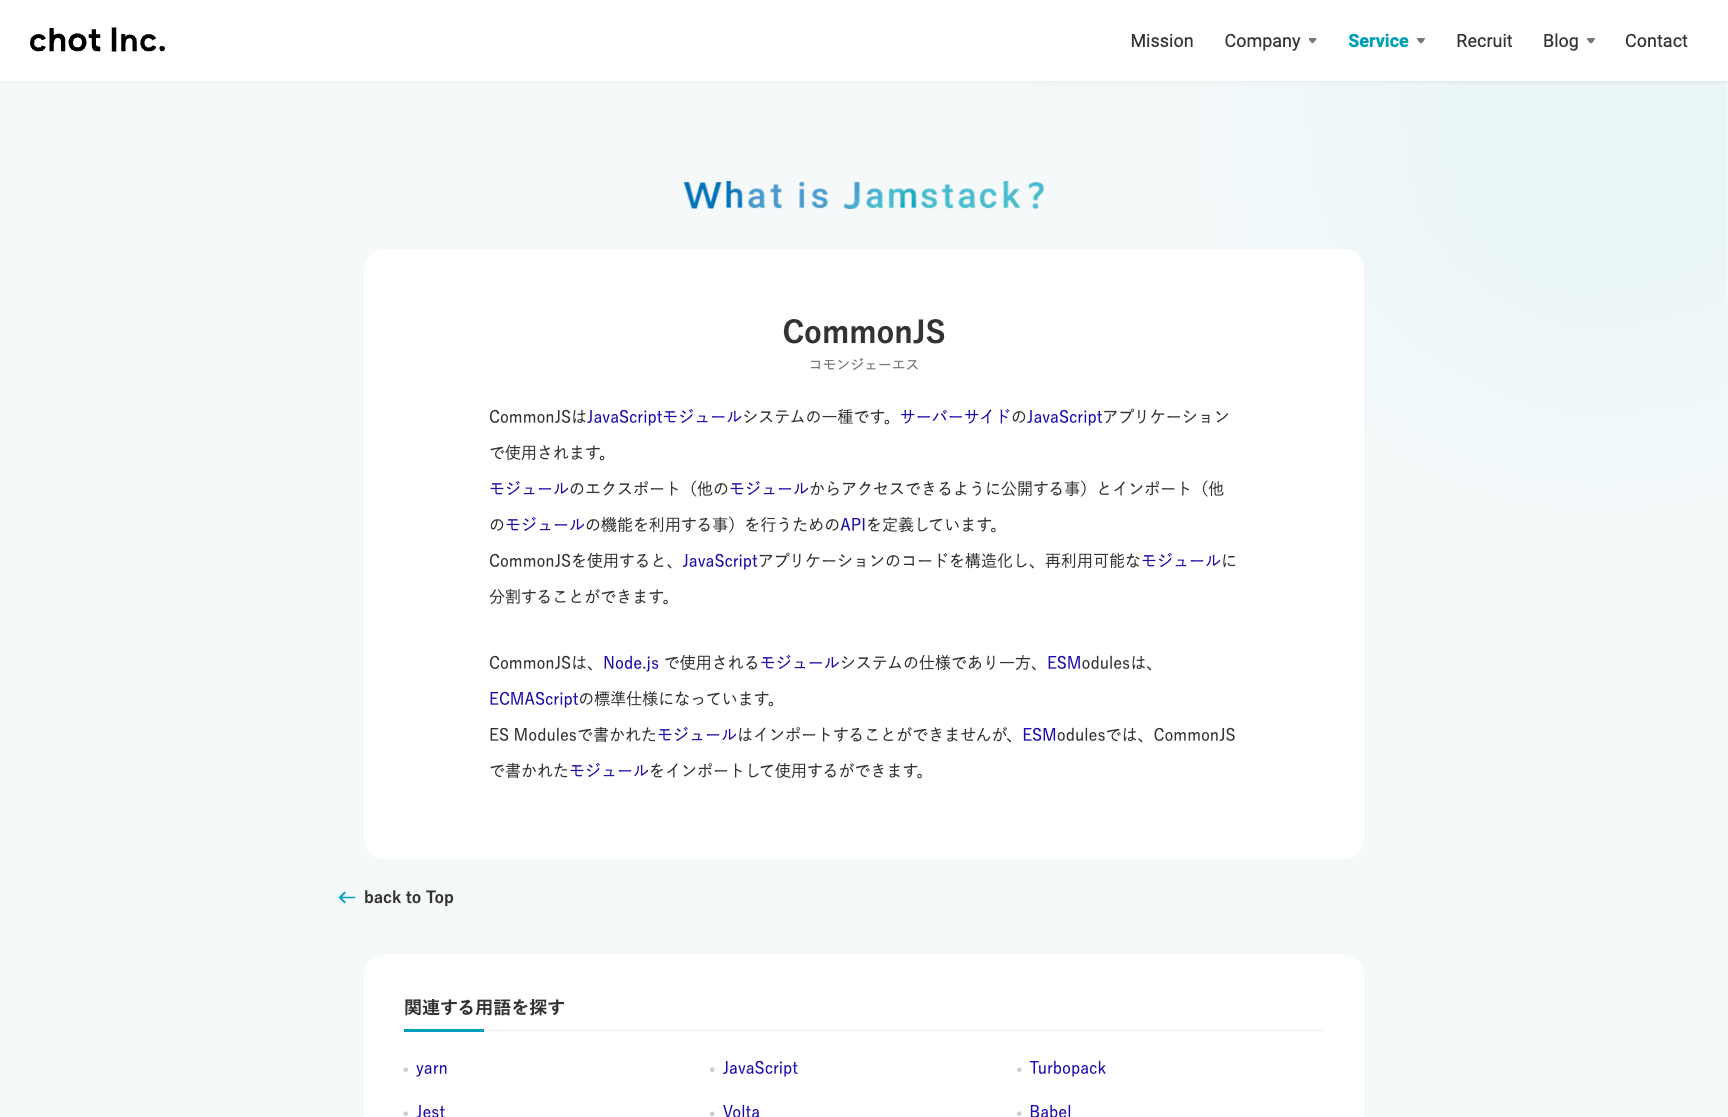 chot Inc.
Mission Company Service Recruit Blog Contact
What is Jamstack?
CommonJS
コモンジェーエス
CommonJSはJavaScriptモジュールシステムの一種です。サーバーサイドのJavaScriptアプリケーション
で使用されます。
モジュールのエクスポート（他のモジュールからアクセスできるように公開する事）とインポート（他
のモジュールの機能を利用する事）を行うためのAPIを定義しています。
CommonJSを使用すると、JavaScriptアプリケーションのコードを構造化し、再利用可能なモジュールに
分割することができます。
CommonJSは、Node.js で使用されるモジュールシステムの仕様であり一方、ESModulesは、
ECMAScriptの標準仕様になっています。
ES Modulesで書かれたモジュールはインポートすることができませんが、ESModulesでは、CommonJS
で書かれたモジュールをインポートして使用するができます。
back to Top
関連する用語を探す
yarn JavaScript Turbopack
Jest Volta Babel